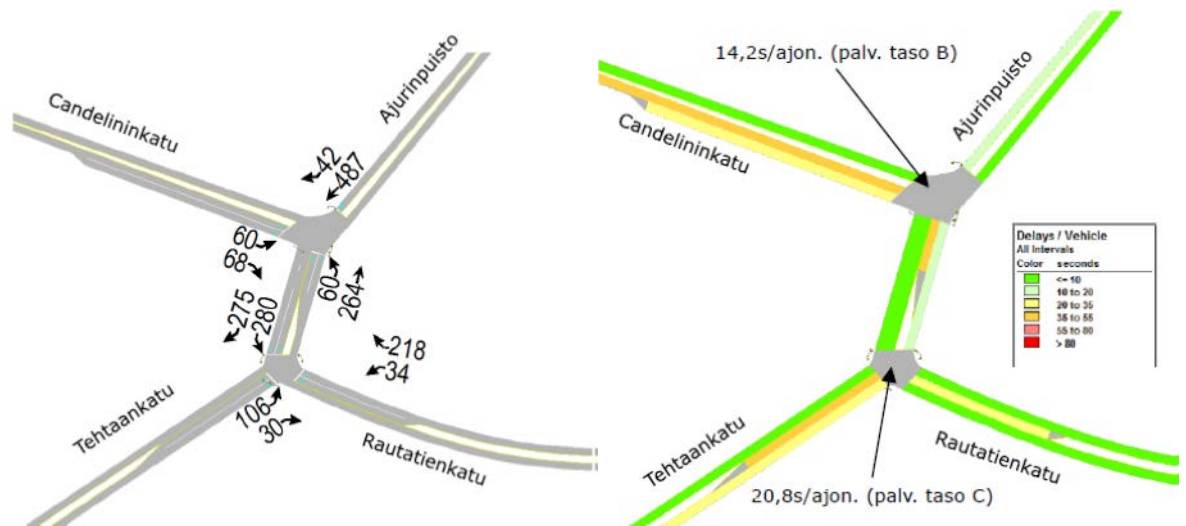 Candelininkatu
Ajurinpuisto
42
487
60
68
60
264
275
280
218
34
106
30
Tehtaankatu
Rautatienkatu
14,2s/ajon. (palv. taso B)
Ajurinpuisto
Candelininkatu
Delays / Vehicle
All Intervals
Color seconds
<= 10
10 to 20
20 to 35
35 to 55
55 to 80
> 80
Tehtaankatu
Rautatienkatu
20,8s/ajon. (palv. taso C)